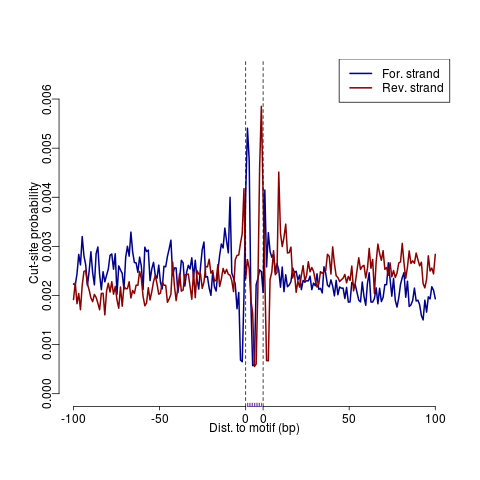 For. strand
Rev. strand
Cut-site probability
0.006
0.005
0.004
0.003
0.002
0.001
0.000
-100 -50 0 0 50 100
Dist. to motif (bp)